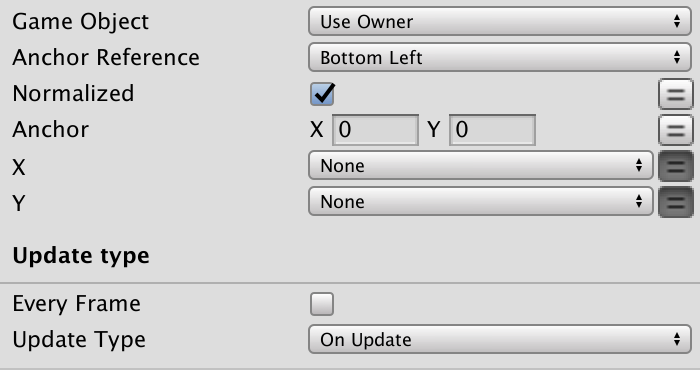 Game Object Use Owner
Anchor Reference Bottom Left
Normalized
Anchor X 0 Y 0
X None
Y None
Update type
Every Frame
Update Type On Update